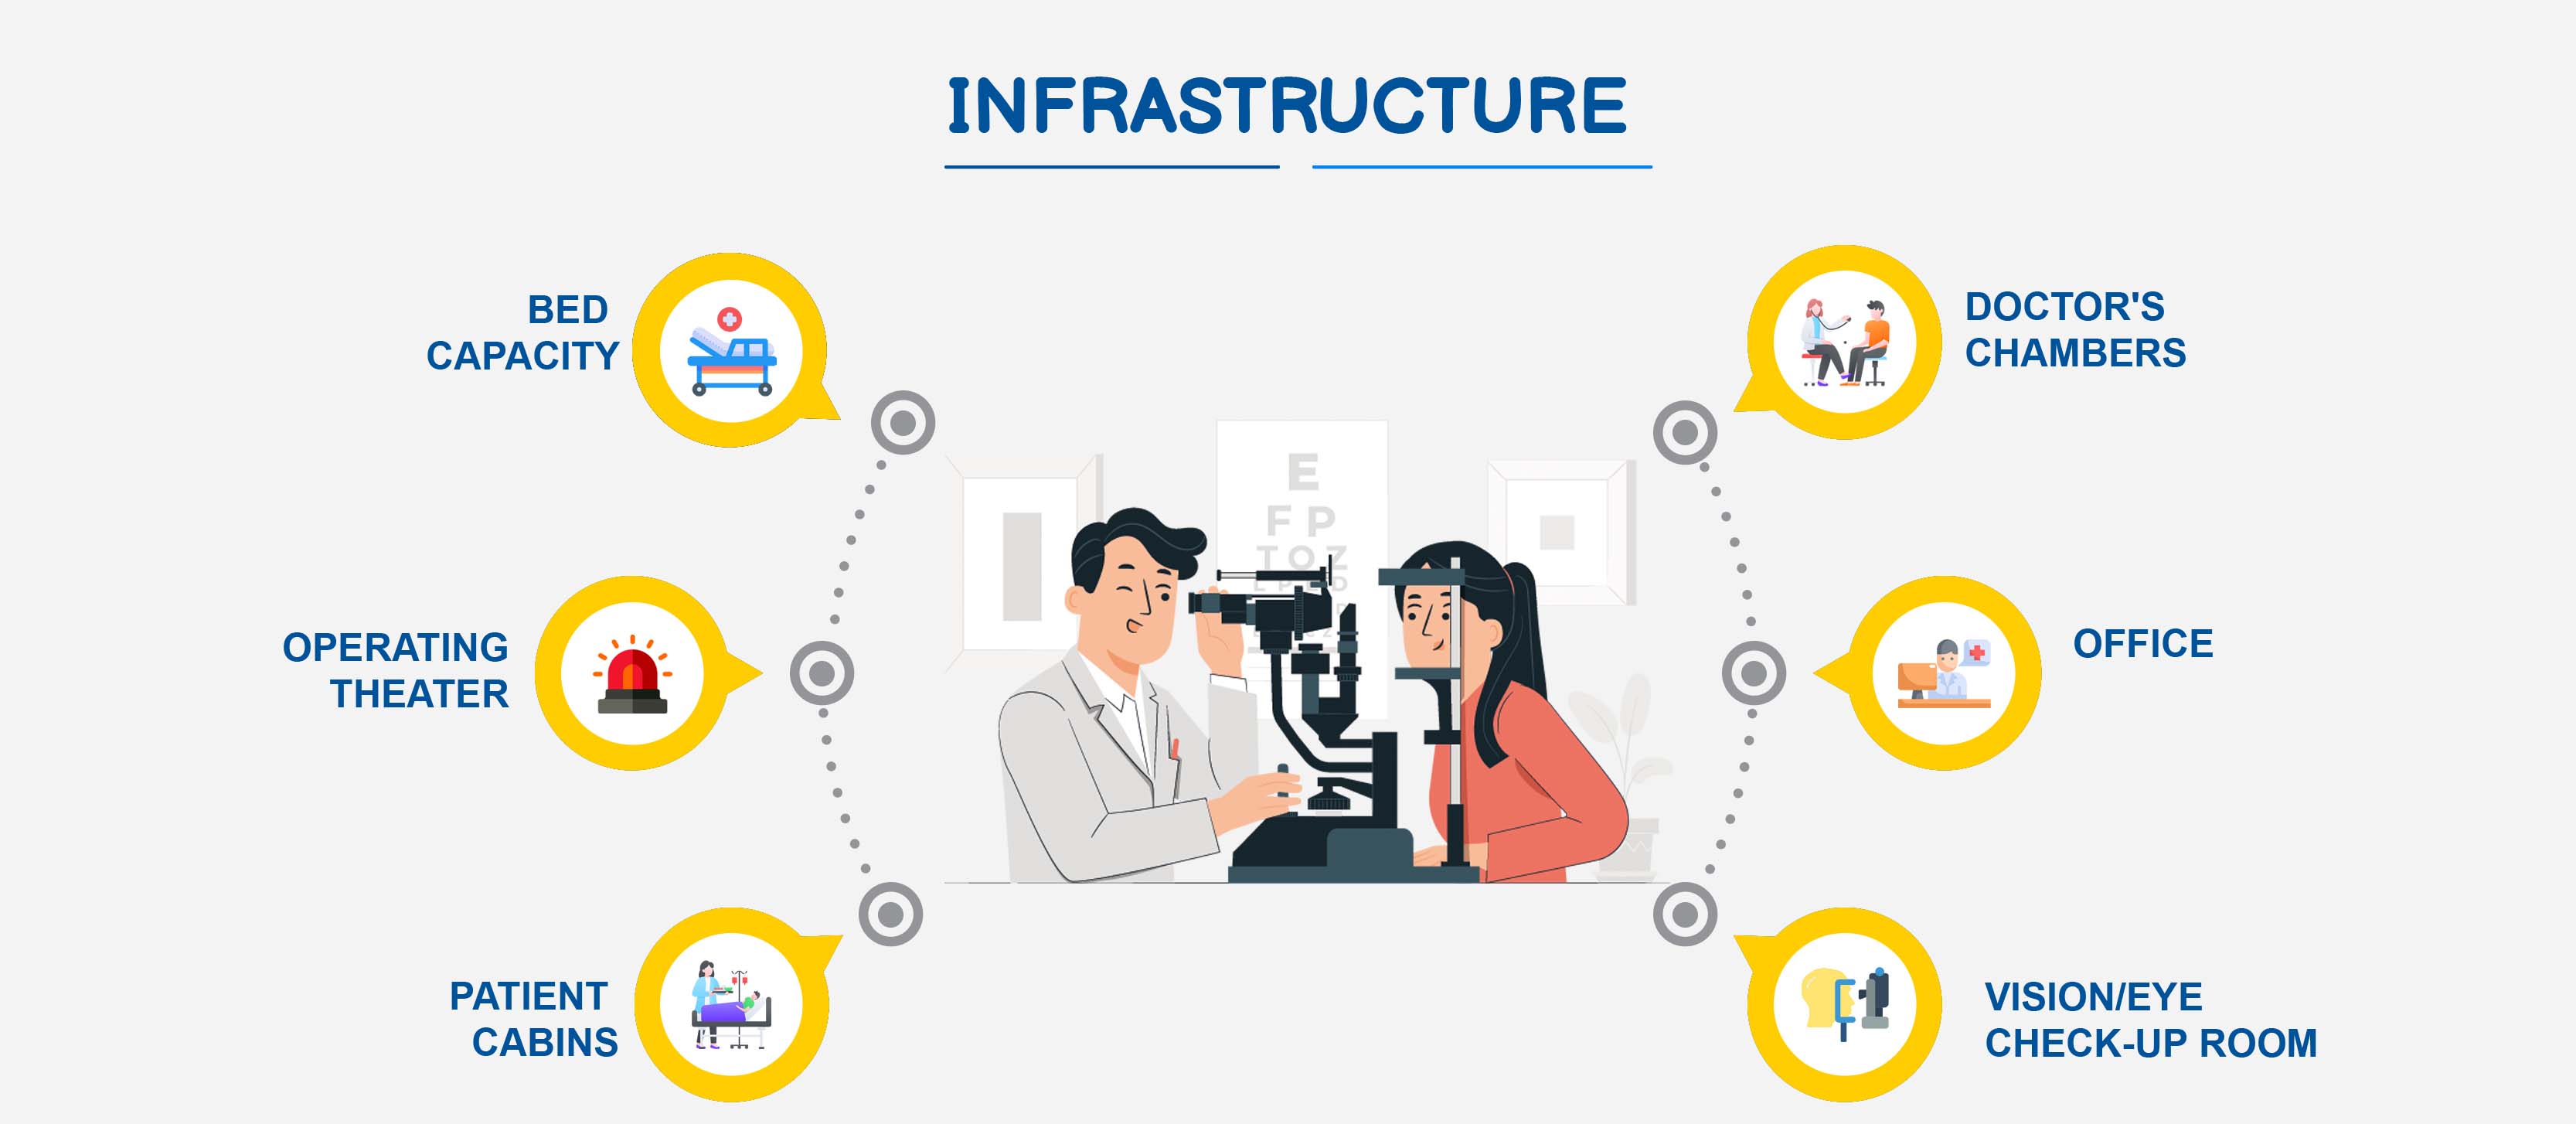 INFRASTRUCTURE
BED
CAPACITY
DOCTOR'S
CHAMBERS
E
F P
T O Z
OPERATING
THEATER
OFFICE
PATIENT
CABINS
VISION/EYE
CHECK-UP ROOM